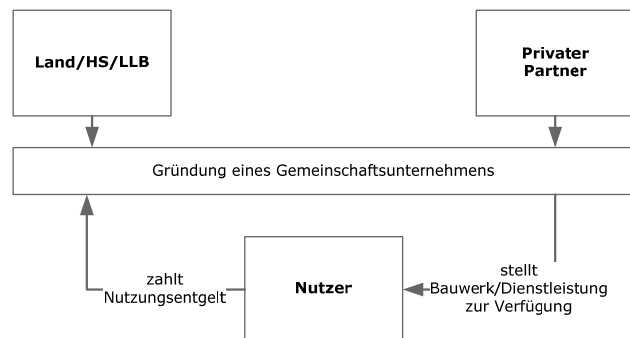 Land/HS/LLB
Privater
Partner
Gründung eines Gemeinschaftsunternehmens
zahlt
Nutzungsentgelt
Nutzer
stellt
Bauwerk/Dienstleistung
zur Verfügung